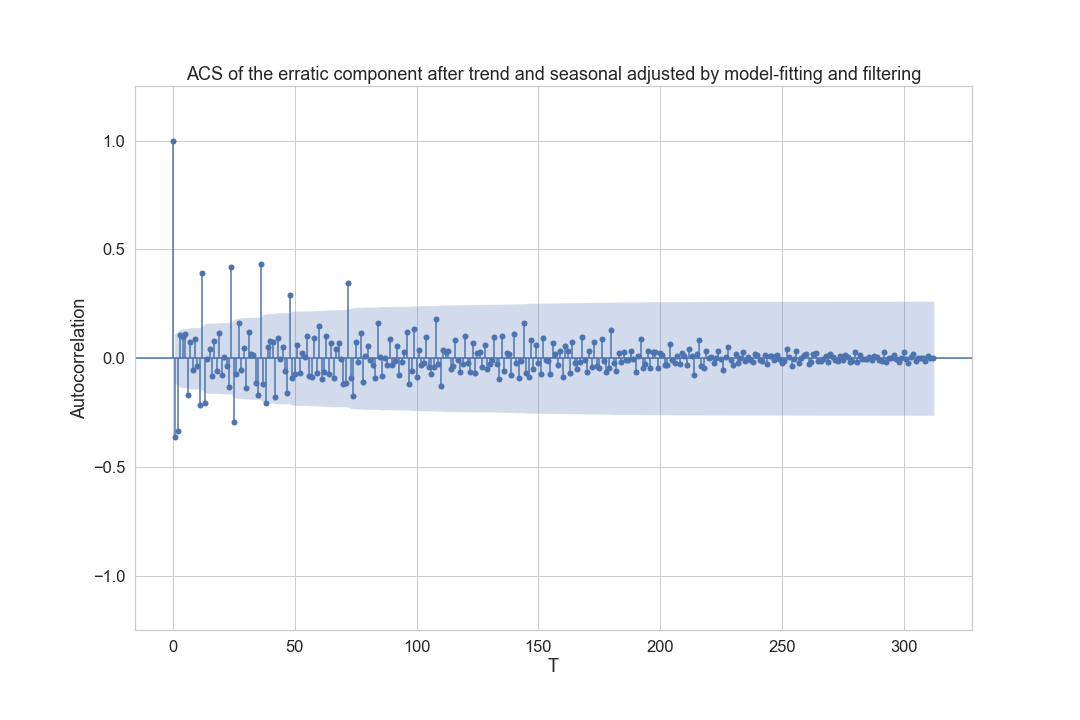 ACS of the erratic component after trend and seasonal adjusted by model-fitting and filtering
1.0
0.5
0.0
−0.5
−1.0
Autocorrelation
0 50 100 150 200 250 300
T